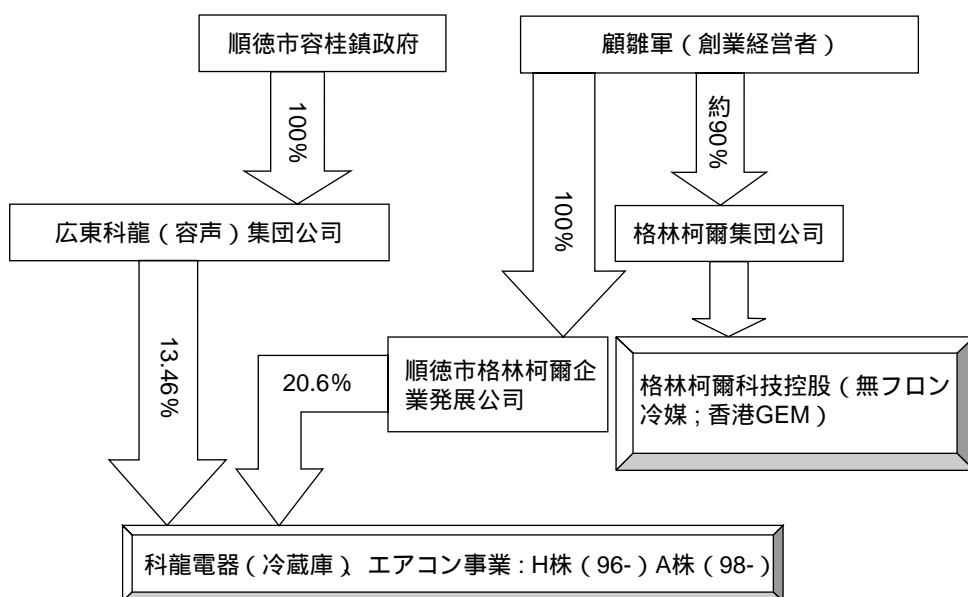 順徳市容桂鎮政府
顧雛軍（創業経営者）
100%
約90%
100%
広東科龍（容声）集団公司
格林柯爾集団公司
13.46%
20.6%
順徳市格林柯爾企
業発展公司
格林柯爾科技控股（無フロン
冷媒；香港GEM）
科龍電器（冷蔵庫）、エアコン事業：H株（96-）A株（98-）